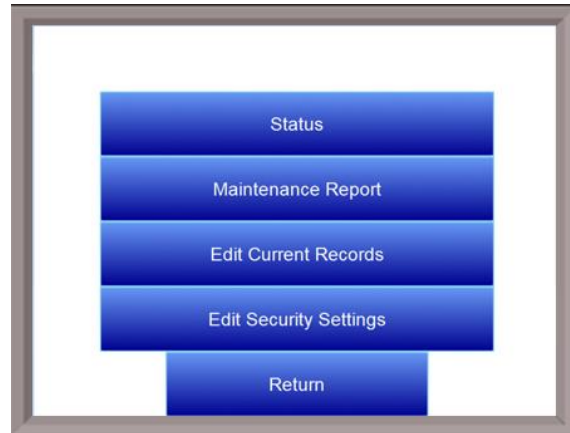 Status
Maintenance Report
Edit Current Records
Edit Security Settings
Return